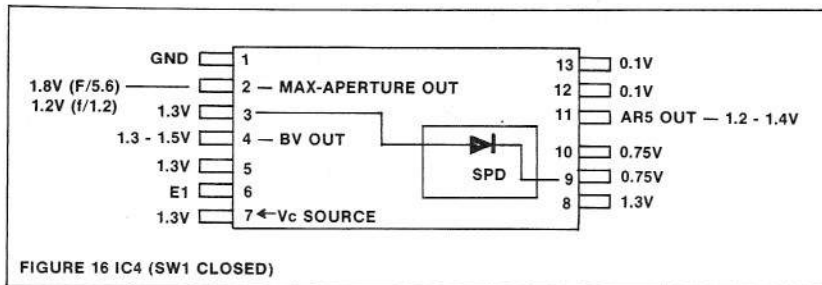 GND 1 13 0.1V
1.8V (F/5.6) 2 – MAX-APERTURE OUT 12 0.1V
1.2V (f/1.2)
1.3V 3 11 AR5 OUT — 1.2 - 1.4V
1.3 - 1.5V 4 – BV OUT 10 0.75V
SPD
1.3V 5 9 0.75V
E1 6 8 1.3V
1.3V 7 ←Vc SOURCE
FIGURE 16 IC4 (SW1 CLOSED)